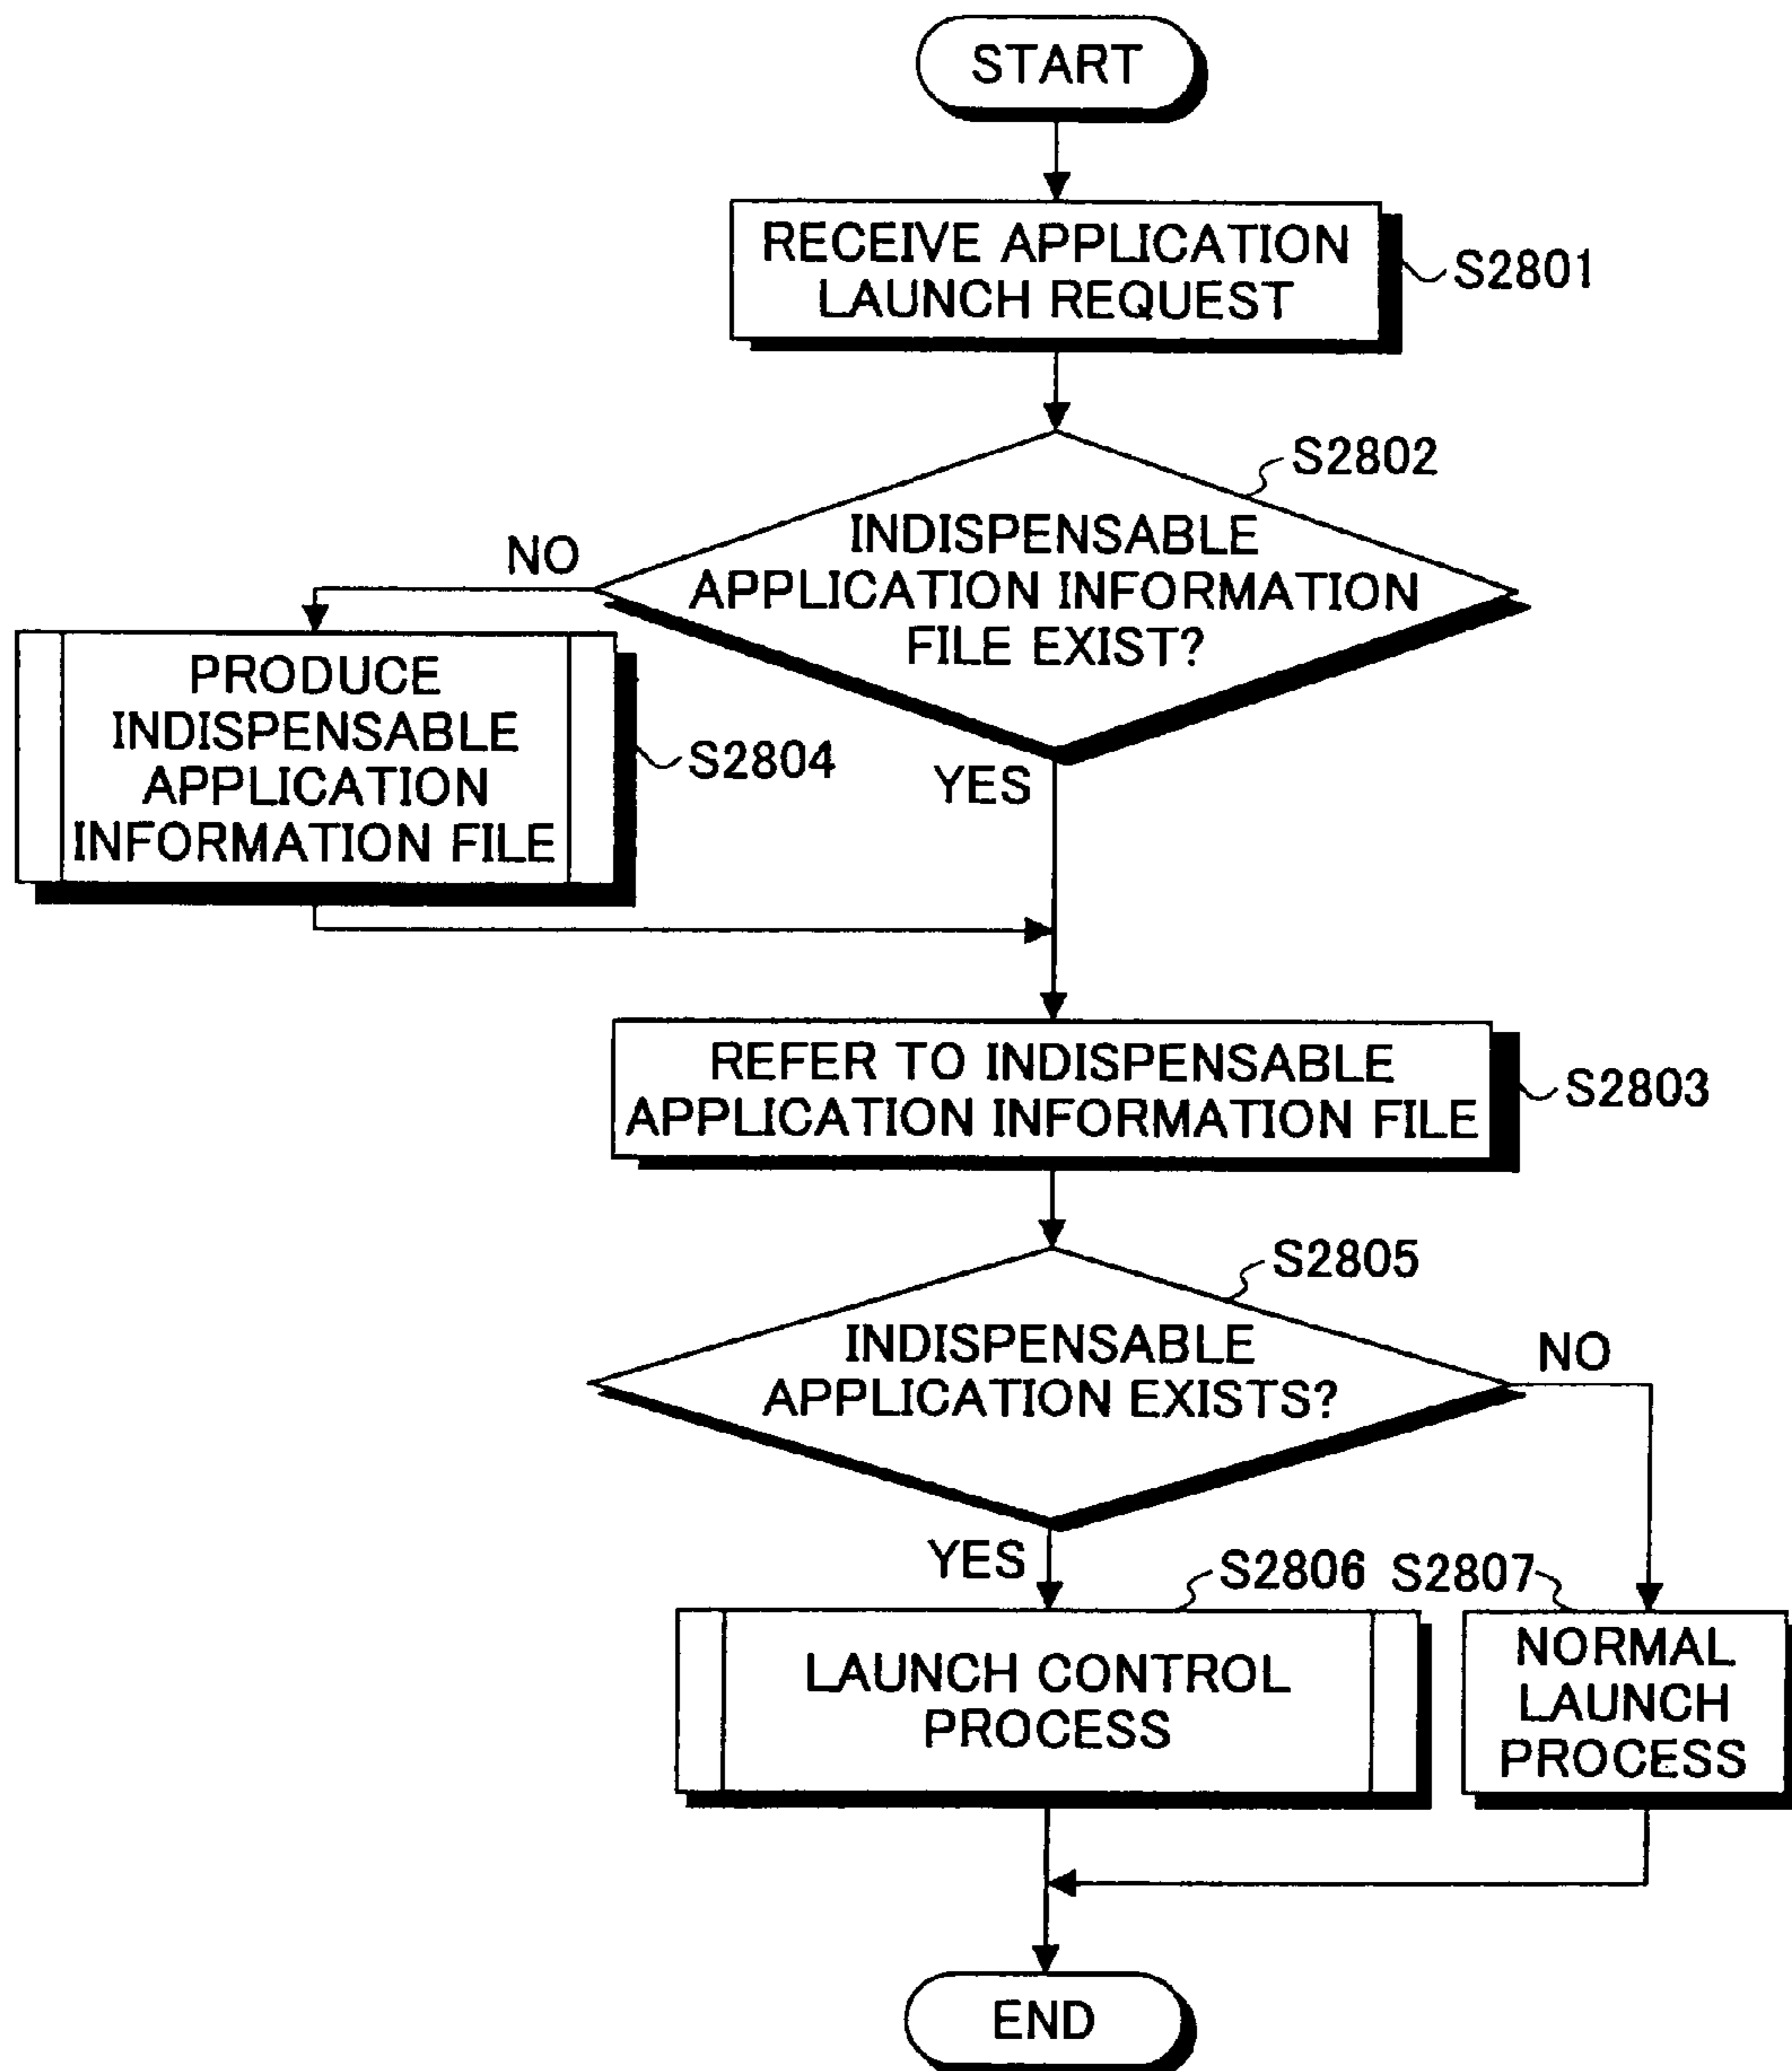 START
RECEIVE APPLICATION
LAUNCH REQUEST
S2801
S2802
INDISPENSABLE
APPLICATION INFORMATION
FILE EXIST?
NO
YES
PRODUCE
INDISPENSABLE
APPLICATION
INFORMATION FILE
S2804
REFER TO INDISPENSABLE
APPLICATION INFORMATION FILE
S2803
S2805
INDISPENSABLE
APPLICATION EXISTS?
NO
YES
S2806
S2807
LAUNCH CONTROL
PROCESS
NORMAL
LAUNCH
PROCESS
END